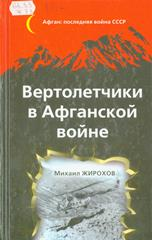 Афган: последняя война СССР
Вертолетчики
в Афганской
войне
Михаил ЖИРОХОВ